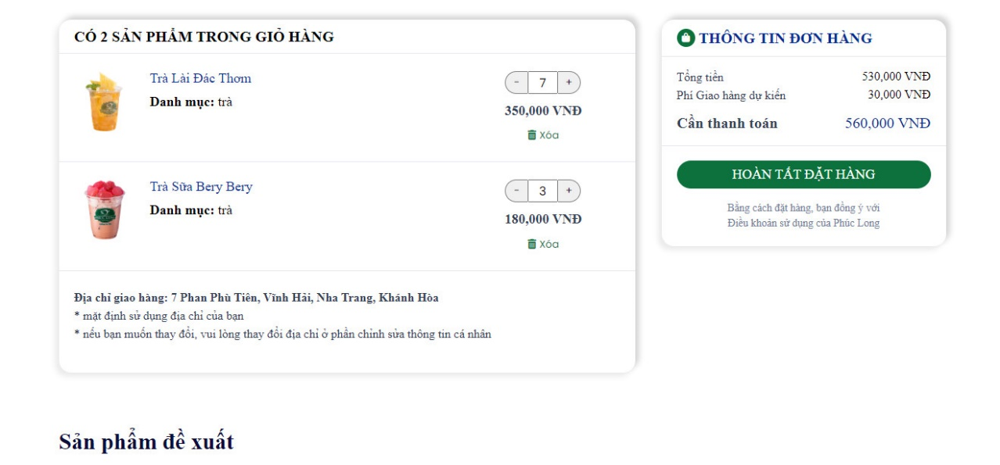 CÓ 2 SẢN PHẨM TRONG GIỎ HÀNG
Trà Lài Đác Thơm
Danh mục: trà
- 7 +
350,000 VNĐ
Xóa
Trà Sữa Bery Bery
Danh mục: trà
- 3 +
180,000 VNĐ
Xóa
Địa chỉ giao hàng: 7 Phan Phù Tiên, Vĩnh Hải, Nha Trang, Khánh Hòa
* mặt định sử dụng địa chỉ của bạn
* nếu bạn muốn thay đổi, vui lòng thay đổi địa chỉ ở phần chỉnh sửa thông tin cá nhân
THÔNG TIN ĐƠN HÀNG
Tổng tiền 530,000 VNĐ
Phí Giao hàng dự kiến 30,000 VNĐ
Cần thanh toán 560,000 VNĐ
HOÀN TẤT ĐẶT HÀNG
Bằng cách đặt hàng, bạn đồng ý với
Điều khoản sử dụng của Phúc Long
Sản phẩm đề xuất